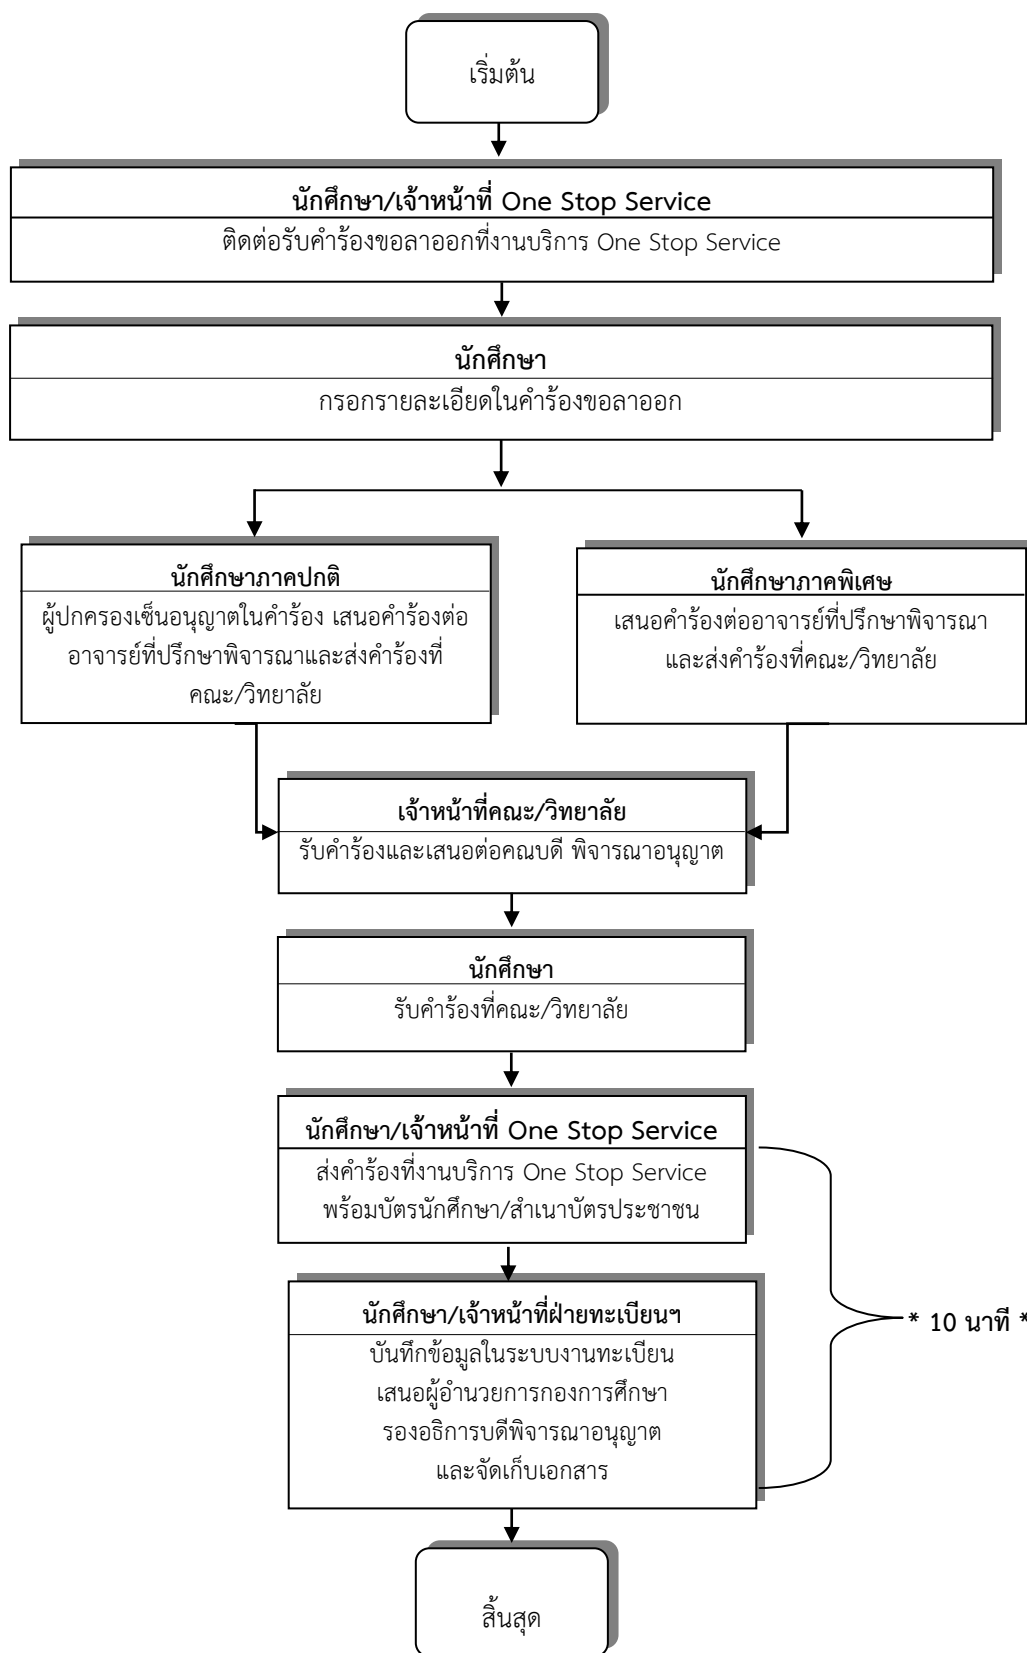 เริ่มต้น
นักศึกษา/เจ้าหน้าที่ One Stop Service
ติดต่อรับคำร้องขอลาออกที่งานบริการ One Stop Service
นักศึกษา
กรอกรายละเอียดในคำร้องขอลาออก
นักศึกษาภาคปกติ
ผู้ปกครองเซ็นอนุญาตในคำร้อง เสนอคำร้องต่อ
อาจารย์ที่ปรึกษาพิจารณาและส่งคำร้องที่
คณะ/วิทยาลัย
นักศึกษาภาคพิเศษ
เสนอคำร้องต่ออาจารย์ที่ปรึกษาพิจารณา
และส่งคำร้องที่คณะ/วิทยาลัย
เจ้าหน้าที่คณะ/วิทยาลัย
รับคำร้องและเสนอต่อคณบดี พิจารณาอนุญาต
นักศึกษา
รับคำร้องที่คณะ/วิทยาลัย
นักศึกษา/เจ้าหน้าที่ One Stop Service
ส่งคำร้องที่งานบริการ One Stop Service
พร้อมบัตรนักศึกษา/สำเนาบัตรประชาชน
นักศึกษา/เจ้าหน้าที่ฝ่ายทะเบียนฯ
บันทึกข้อมูลในระบบงานทะเบียน
เสนอผู้อำนวยการกองการศึกษา
รองอธิการบดีพิจารณาอนุญาต
และจัดเก็บเอกสาร
* 10 นาที *
สิ้นสุด